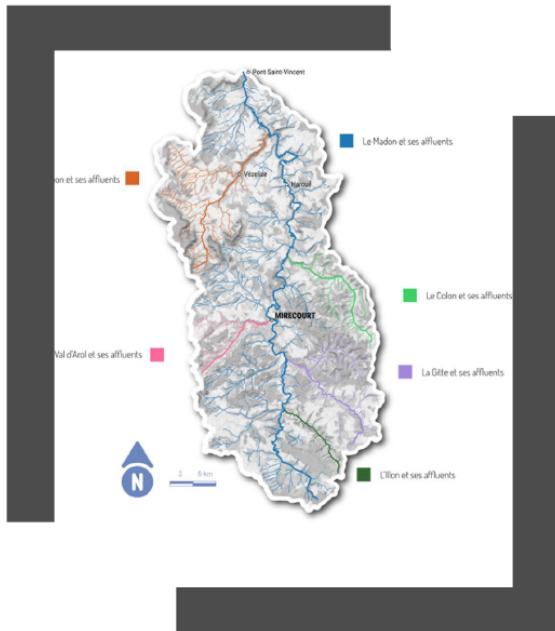 Pont Saint-Vincent
Le Madon et ses affluents
on et ses affluents
Vézelise
Haroué
Le Colon et ses affluents
MIRECOURT
Val d'Arol et ses affluents
La Gitte et ses affluents
L'Illon et ses affluents
N
2 6 km